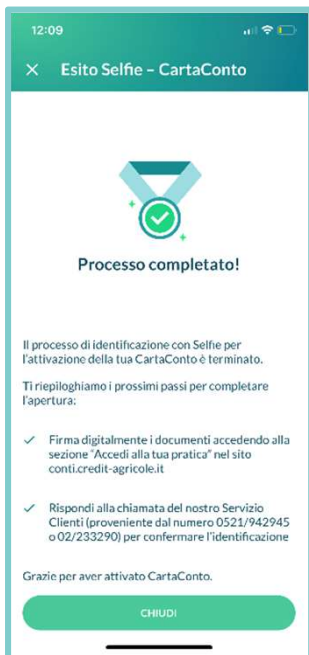 12:09
Esito Selfie – CartaConto
Processo completato!
Il processo di identificazione con Selfie per
l'attivazione della tua CartaConto è terminato.
Ti riepiloghiamo i prossimi passi per completare
l'apertura:
Firma digitalmente i documenti accedendo alla
sezione "Accedi alla tua pratica" nel sito
conti.credit-agricole.it
Rispondi alla chiamata del nostro Servizio
Clienti (proveniente dal numero 0521/942945
o 02/233290) per confermare l'identificazione
Grazie per aver attivato CartaConto.
CHIUDI